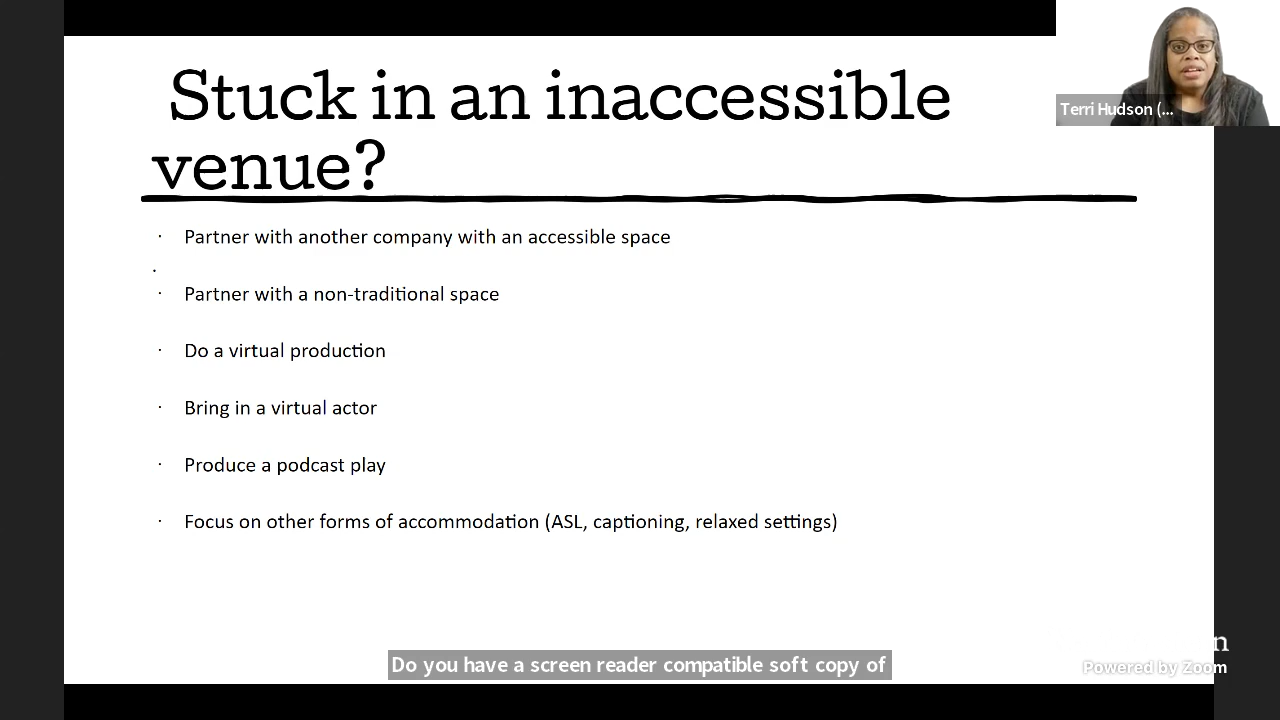 Stuck in an inaccessible
venue?
Terri Hudson (...
· Partner with another company with an accessible space
·
· Partner with a non-traditional space
· Do a virtual production
· Bring in a virtual actor
· Produce a podcast play
· Focus on other forms of accommodation (ASL, captioning, relaxed settings)
Do you have a screen reader compatible soft copy of
n
Powered by Zoom